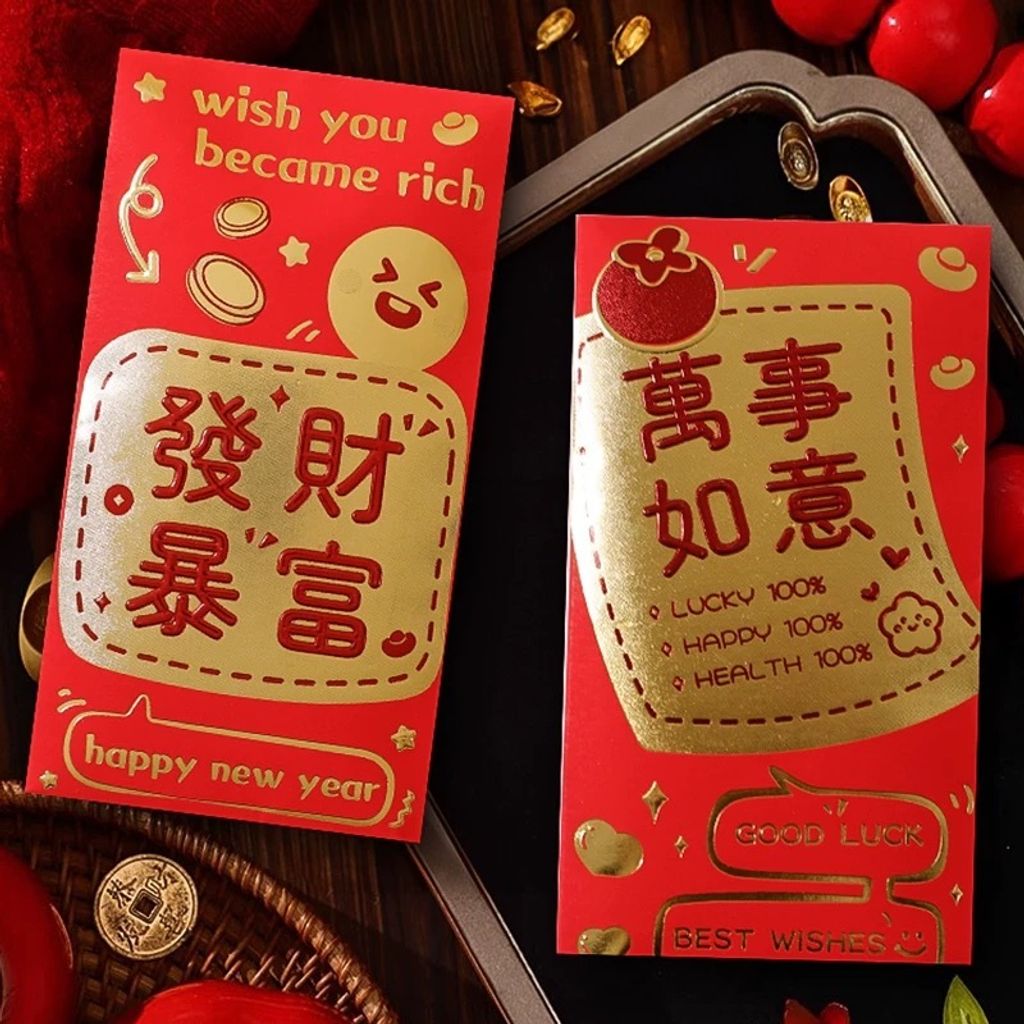 wish you
became rich
發財
暴富
happy new year
萬事
如意
LUCKY 100%
HAPPY 100%
HEALTH 100%
GOOD LUCK
BEST WISHES